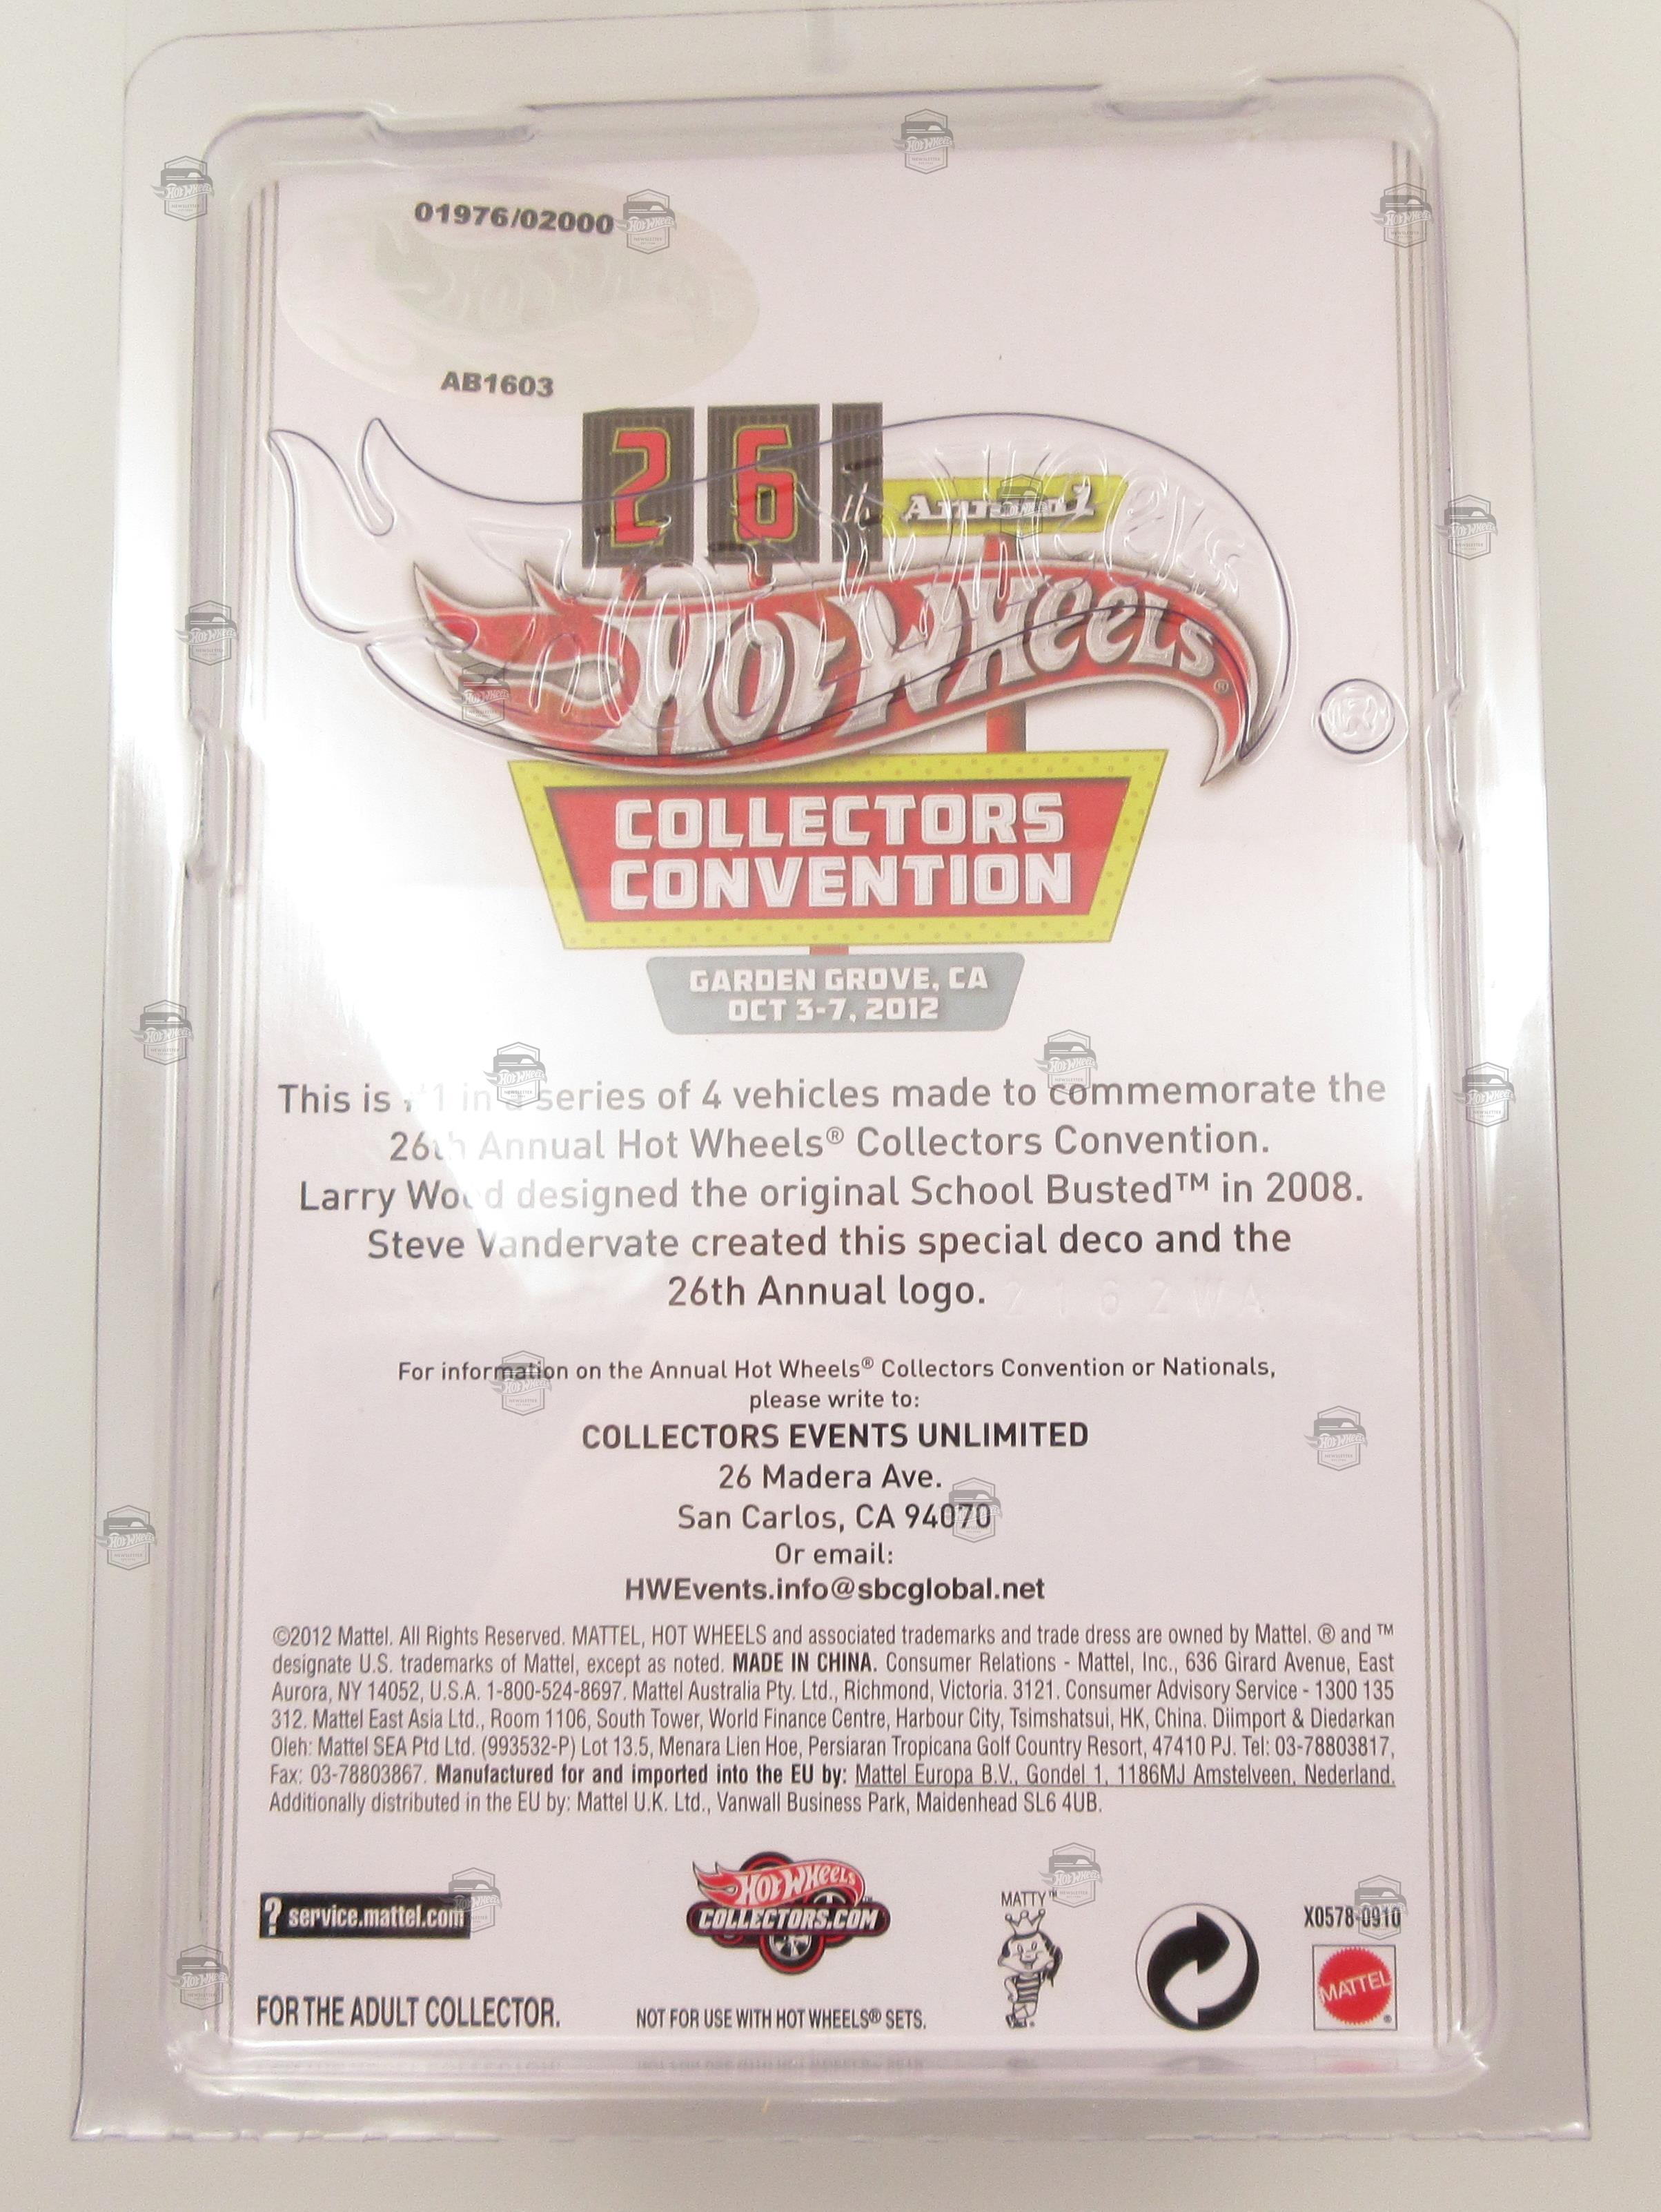 01976/02000
AB1603
26th Annual
Hot Wheels®
COLLECTORS
CONVENTION
GARDEN GROVE, CA
OCT 3-7, 2012
This is #1 in a series of 4 vehicles made to commemorate the
26th Annual Hot Wheels® Collectors Convention.
Larry Wood designed the original School Busted™ in 2008.
Steve Vandervate created this special deco and the
26th Annual logo.
2162WA
For information on the Annual Hot Wheels® Collectors Convention or Nationals,
please write to:
COLLECTORS EVENTS UNLIMITED
26 Madera Ave.
San Carlos, CA 94070
Or email:
HWEvents.info@sbcglobal.net
©2012 Mattel. All Rights Reserved. MATTEL, HOT WHEELS and associated trademarks and trade dress are owned by Mattel. ® and ™
designate U.S. trademarks of Mattel, except as noted. MADE IN CHINA. Consumer Relations - Mattel, Inc., 636 Girard Avenue, East
Aurora, NY 14052, U.S.A. 1-800-524-8697. Mattel Australia Pty. Ltd., Richmond, Victoria. 3121. Consumer Advisory Service - 1300 135
312. Mattel East Asia Ltd., Room 1106, South Tower, World Finance Centre, Harbour City, Tsimshatsui, HK, China. Diimport & Diedarkan
Oleh: Mattel SEA Ptd Ltd. (993532-P) Lot 13.5, Menara Lien Hoe, Persiaran Tropicana Golf Country Resort, 47410 PJ. Tel: 03-78803817,
Fax: 03-78803867. Manufactured for and imported into the EU by: Mattel Europa B.V., Gondel 1, 1186MJ Amstelveen, Nederland.
Additionally distributed in the EU by: Mattel U.K. Ltd., Vanwall Business Park, Maidenhead SL6 4UB.
? service.mattel.com
Hot Wheels™
COLLECTORS.COM
MATTY™
X0578-0910
MATTEL®
FOR THE ADULT COLLECTOR.
NOT FOR USE WITH HOT WHEELS® SETS.